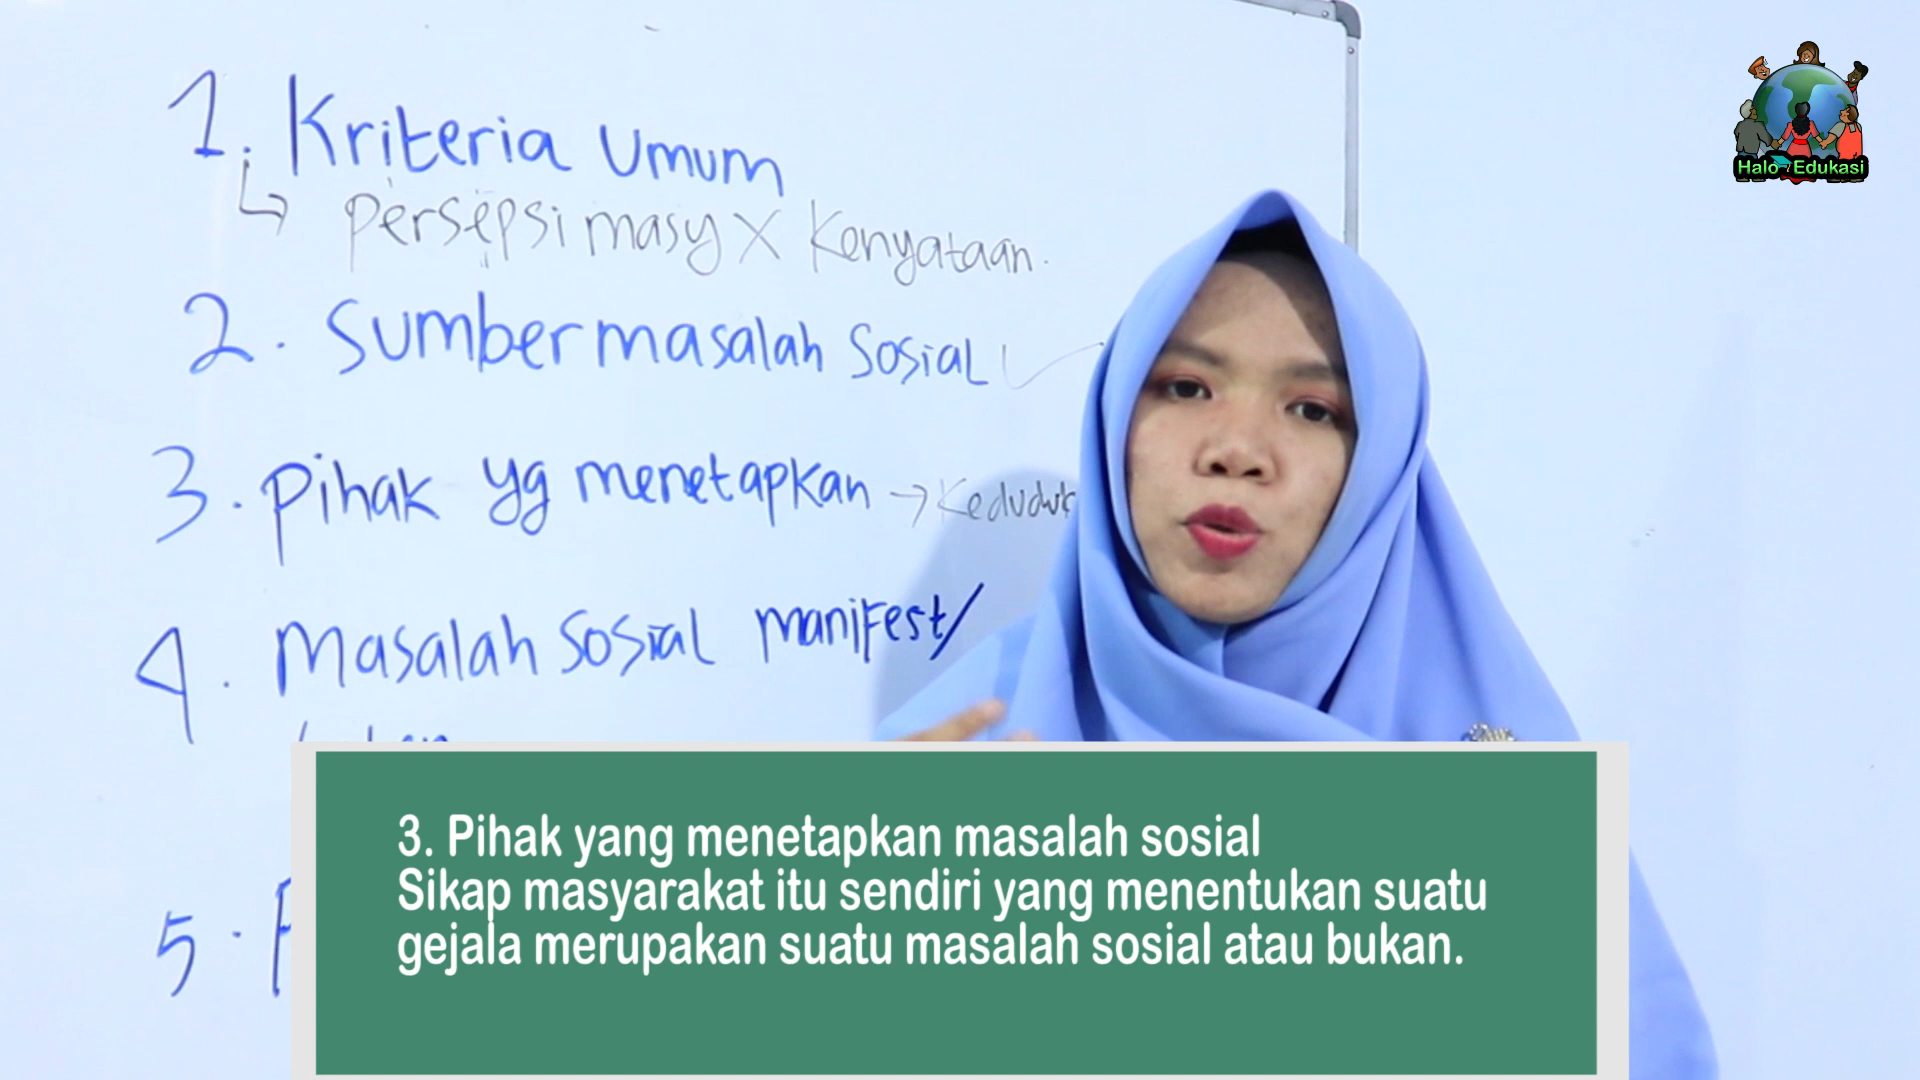 1. Kriteria Umum
↳ Persepsi masy X Kenyataan.
2. Sumber masalah Sosial
3. Pihak yg menetapkan →
4. Masalah Sosial manifest/
5.
Halo Edukasi
3. Pihak yang menetapkan masalah sosial
Sikap masyarakat itu sendiri yang menentukan suatu
gejala merupakan suatu masalah sosial atau bukan.